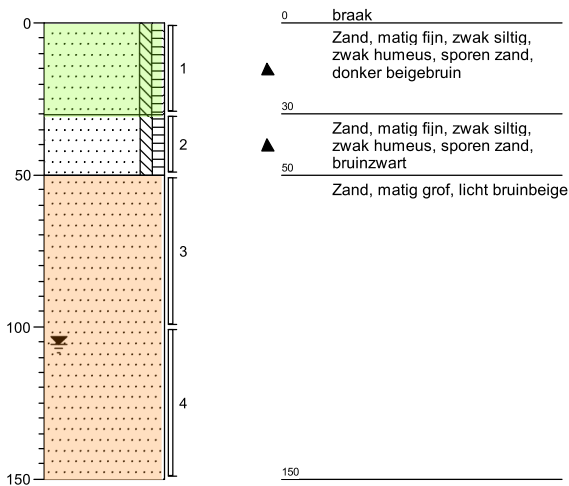 0
50
100
150
1
2
3
4
0 braak
Zand, matig fijn, zwak siltig,
zwak humeus, sporen zand,
donker beigebruin
30
Zand, matig fijn, zwak siltig,
zwak humeus, sporen zand,
bruinzwart
50
Zand, matig grof, licht bruinbeige
150